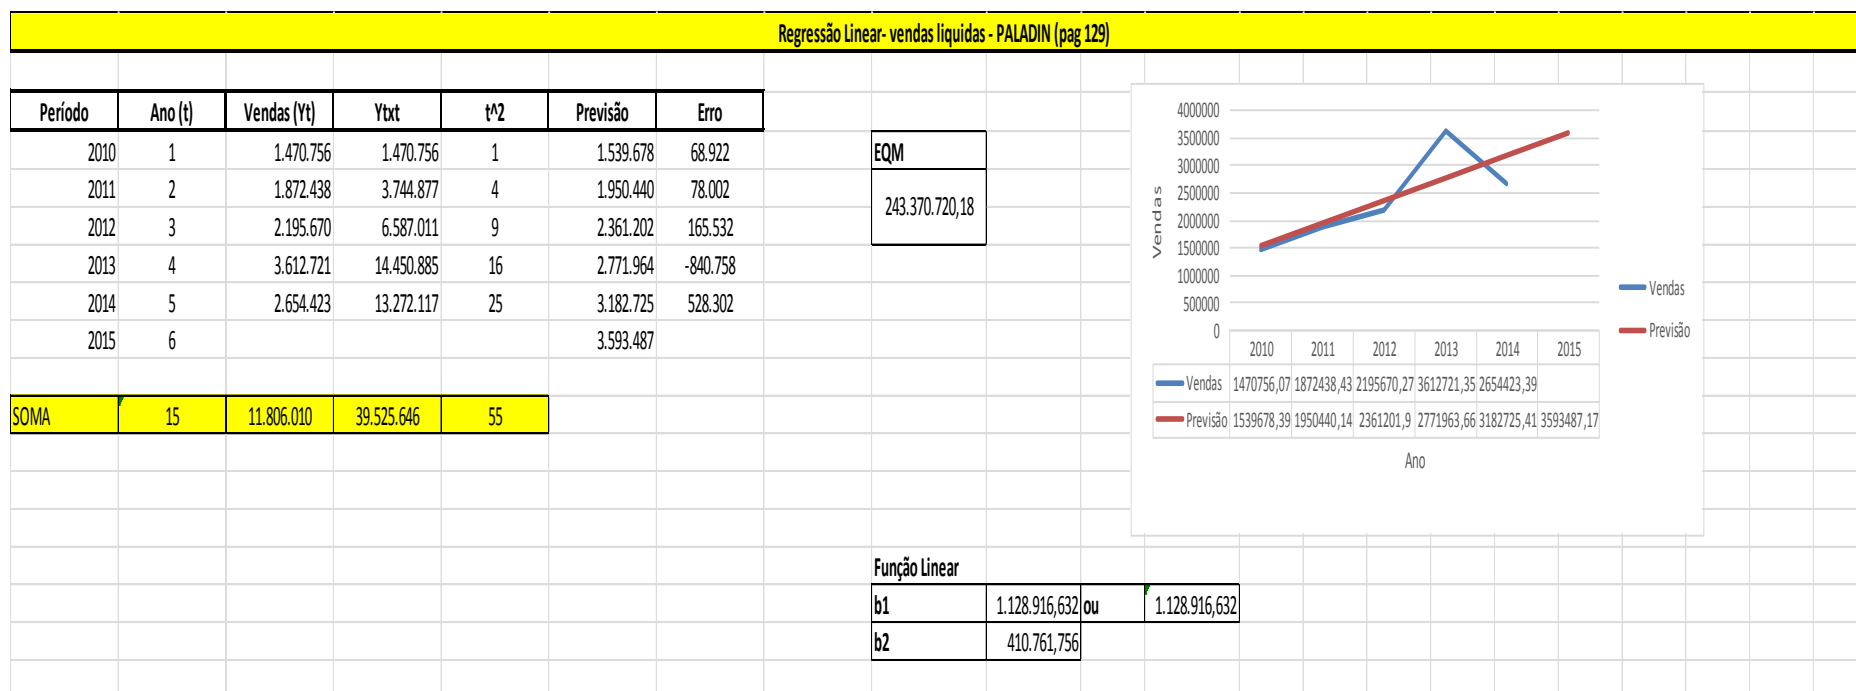 Regressão Linear- vendas liquidas - PALADIN (pag 129)
Período Ano (t) Vendas (Yt) Ytxt t^2 Previsão Erro
2010 1 1.470.756 1.470.756 1 1.539.678 68.922
2011 2 1.872.438 3.744.877 4 1.950.440 78.002
2012 3 2.195.670 6.587.011 9 2.361.202 165.532
2013 4 3.612.721 14.450.885 16 2.771.964 -840.758
2014 5 2.654.423 13.272.117 25 3.182.725 528.302
2015 6 3.593.487
SOMA 15 11.806.010 39.525.646 55
EQM
243.370.720,18
Vendas
4000000
3500000
3000000
2500000
2000000
1500000
1000000
500000
0
2010 2011 2012 2013 2014 2015
Vendas 1470756,07 1872438,43 2195670,27 3612721,35 2654423,39
Previsão 1539678,39 1950440,14 2361201,9 2771963,66 3182725,41 3593487,17
Ano
Vendas
Previsão
Função Linear
b1 1.128.916,632 ou 1.128.916,632
b2 410.761,756